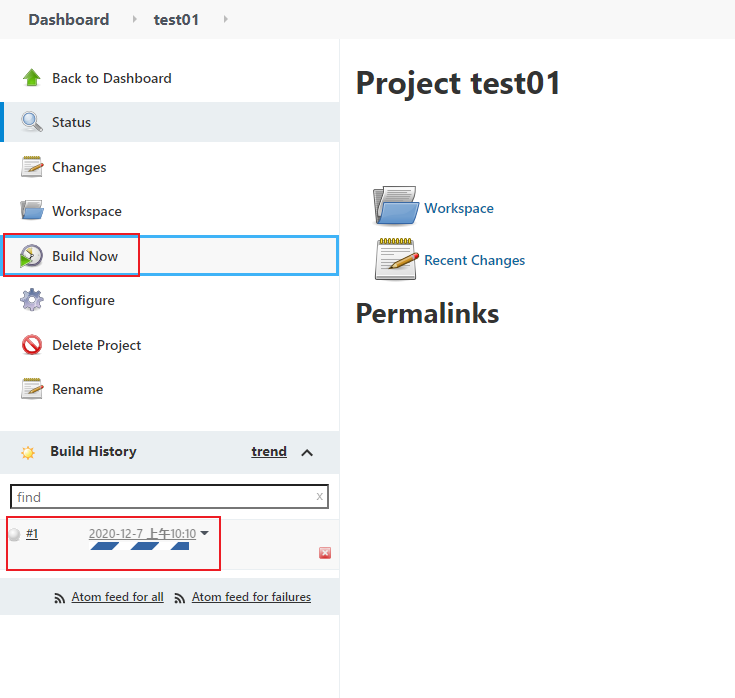 Dashboard test01
Back to Dashboard
Status
Changes
Workspace
Build Now
Configure
Delete Project
Rename
Build History trend
find x
#1 2020-12-7 上午10:10
Atom feed for all Atom feed for failures
Project test01
Workspace
Recent Changes
Permalinks